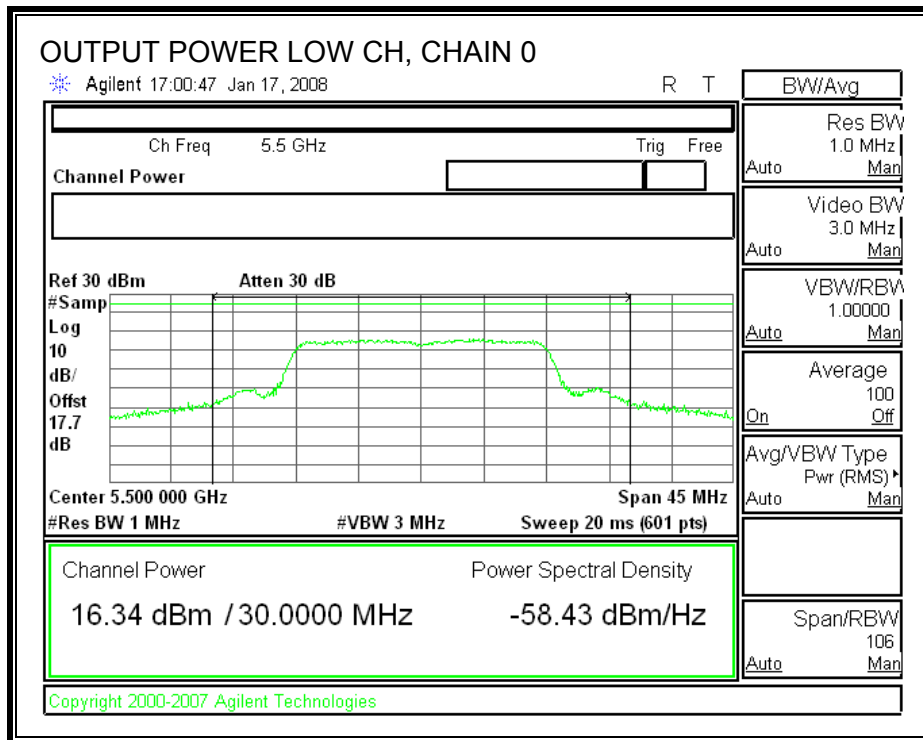 OUTPUT POWER LOW CH, CHAIN 0
Agilent 17:00:47 Jan 17, 2008 R T
Ch Freq 5.5 GHz Trig Free
Channel Power
Ref 30 dBm Atten 30 dB
#Samp
Log
10
dB/
Offst
17.7
dB
Center 5.500 000 GHz Span 45 MHz
#Res BW 1 MHz #VBW 3 MHz Sweep 20 ms (601 pts)
Channel Power Power Spectral Density
16.34 dBm / 30.0000 MHz -58.43 dBm/Hz
Copyright 2000-2007 Agilent Technologies
BW/Avg
Res BW
1.0 MHz
Auto Man
Video BW
3.0 MHz
Auto Man
VBW/RBW
1.00000
Auto Man
Average
100
On Off
Avg/VBW Type
Pwr (RMS)
Auto Man
Span/RBW
106
Auto Man